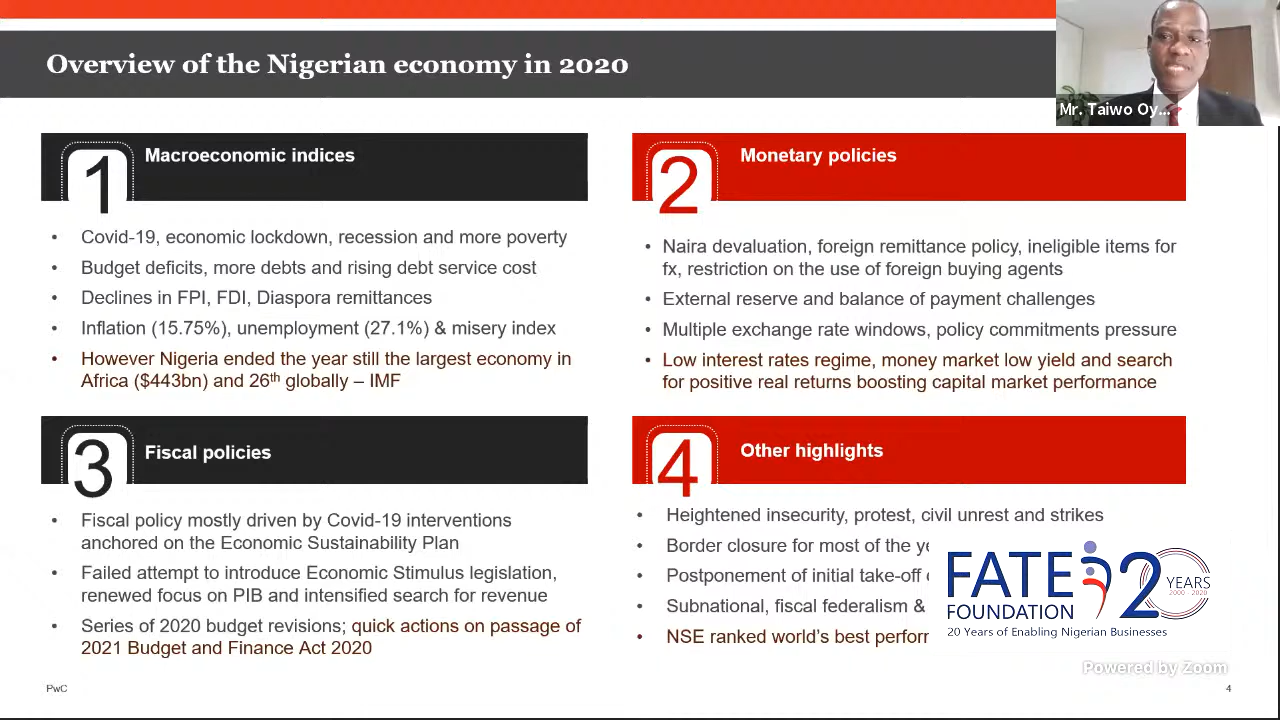 Overview of the Nigerian economy in 2020
Mr. Taiwo Oy...
1
Macroeconomic indices
• Covid-19, economic lockdown, recession and more poverty
• Budget deficits, more debts and rising debt service cost
• Declines in FPI, FDI, Diaspora remittances
• Inflation (15.75%), unemployment (27.1%) & misery index
• However Nigeria ended the year still the largest economy in
Africa ($443bn) and 26th globally – IMF
2
Monetary policies
• Naira devaluation, foreign remittance policy, ineligible items for
fx, restriction on the use of foreign buying agents
• External reserve and balance of payment challenges
• Multiple exchange rate windows, policy commitments pressure
• Low interest rates regime, money market low yield and search
for positive real returns boosting capital market performance
3
Fiscal policies
• Fiscal policy mostly driven by Covid-19 interventions
anchored on the Economic Sustainability Plan
• Failed attempt to introduce Economic Stimulus legislation,
renewed focus on PIB and intensified search for revenue
• Series of 2020 budget revisions; quick actions on passage of
2021 Budget and Finance Act 2020
4
Other highlights
• Heightened insecurity, protest, civil unrest and strikes
• Border closure for most of the
• Postponement of initial take-off
• Subnational, fiscal federalism &
• NSE ranked world's best
FATE
FOUNDATION
20 YEARS
2000 - 2020
20 Years of Enabling Nigerian Businesses
Powered by Zoom
PwC
4